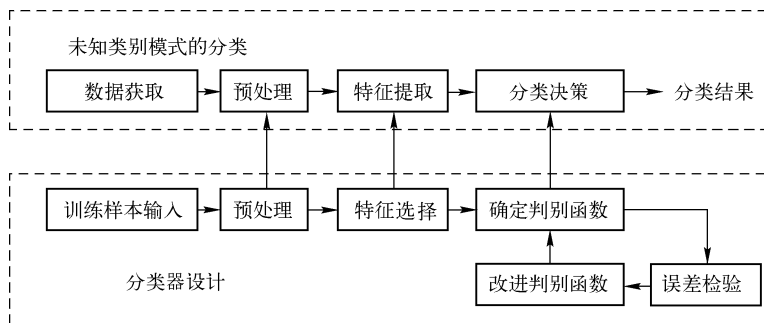 未知类别模式的分类
数据获取
预处理
特征提取
分类决策
分类结果
训练样本输入
预处理
特征选择
确定判别函数
分类器设计
改进判别函数
误差检验